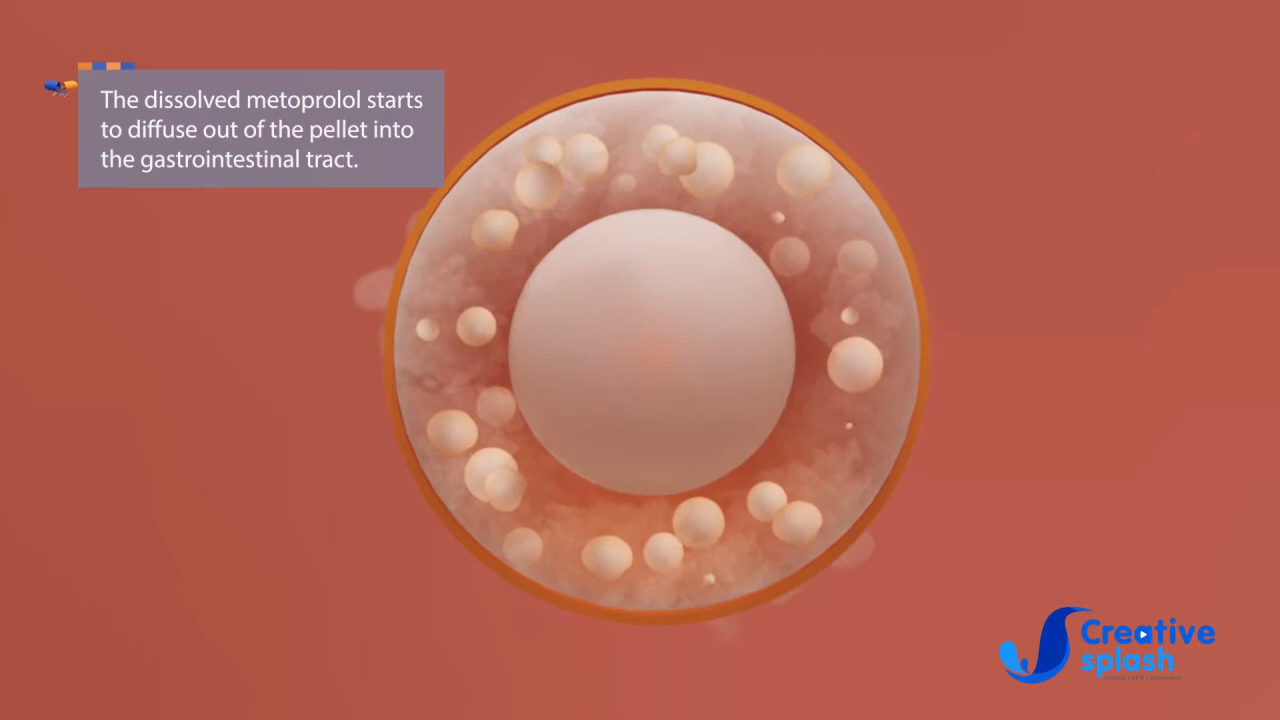 The dissolved metoprolol starts
to diffuse out of the pellet into
the gastrointestinal tract.
Creative
splash